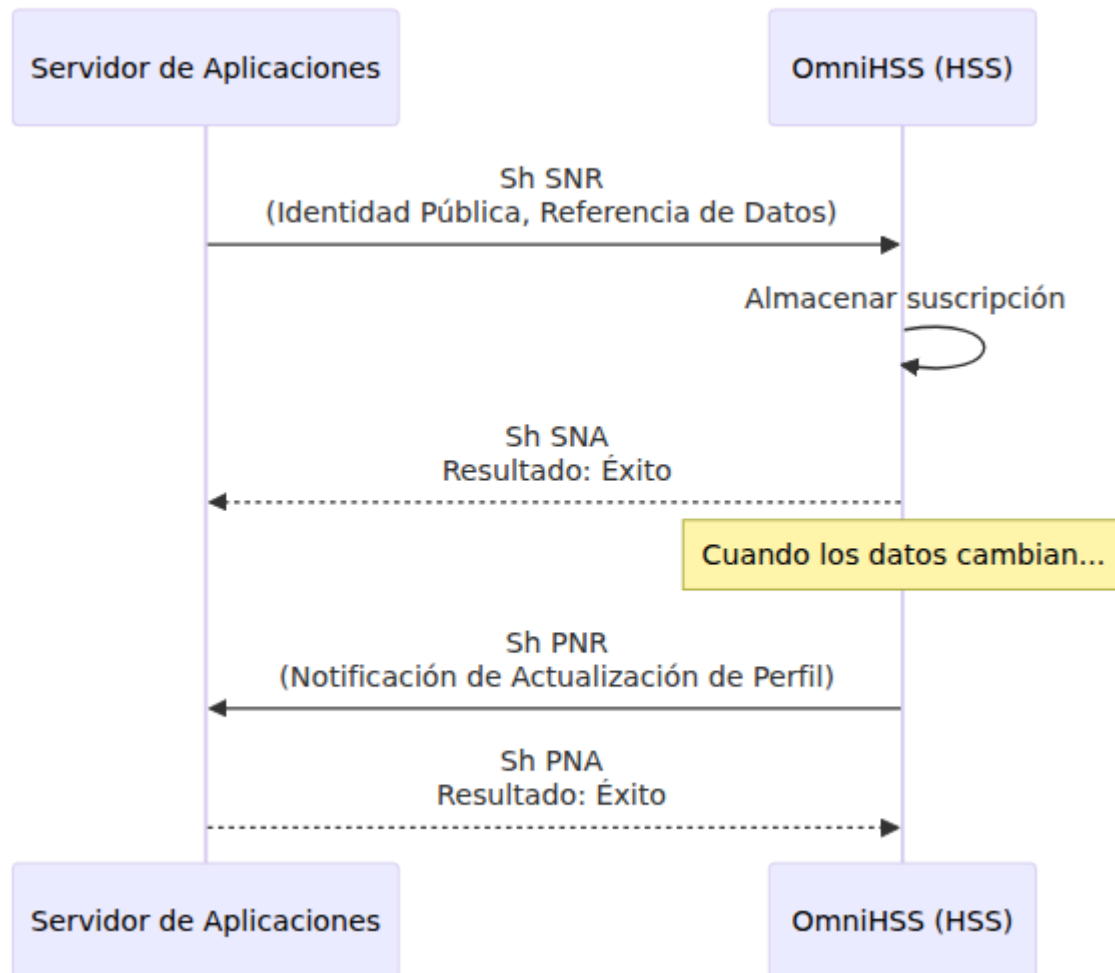 Servidor de Aplicaciones
OmniHSS (HSS)
Sh SNR
(Identidad Pública, Referencia de Datos)
Almacenar suscripción
Sh SNA
Resultado: Éxito
Cuando los datos cambian...
Sh PNR
(Notificación de Actualización de Perfil)
Sh PNA
Resultado: Éxito
Servidor de Aplicaciones
OmniHSS (HSS)